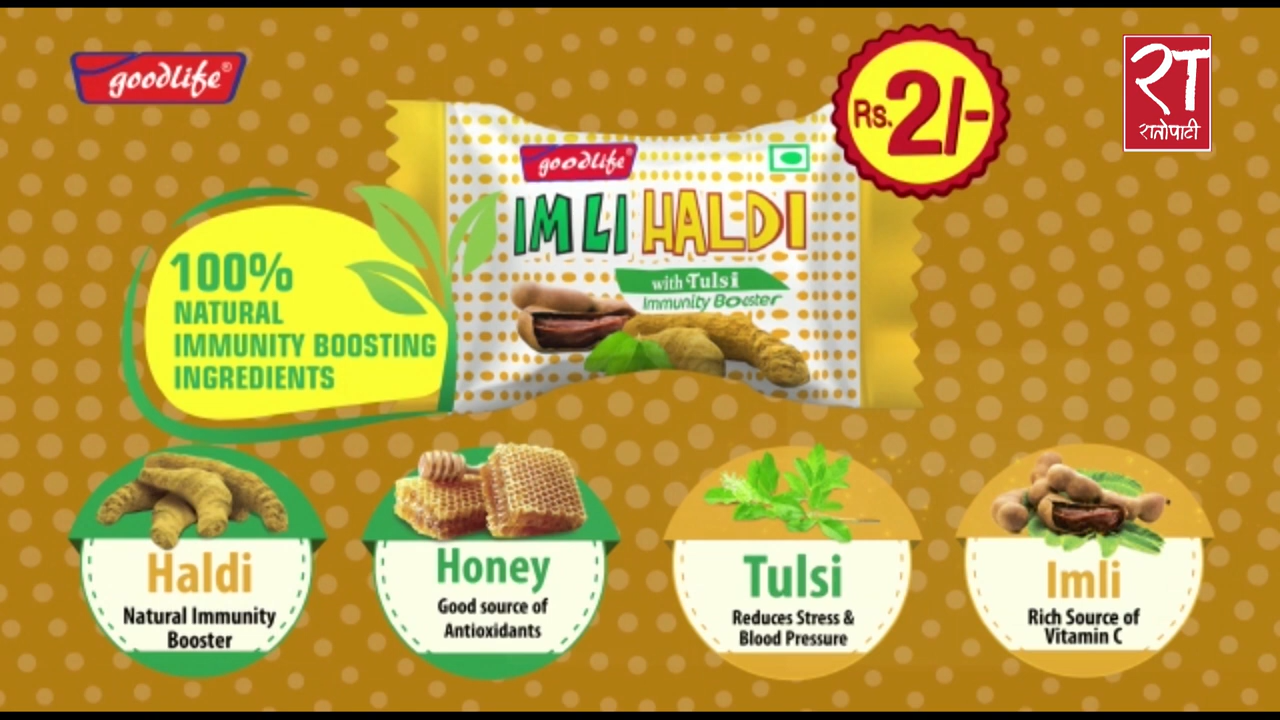 goodlife®
Rs. 2/-
रा
रातोपाटी
goodlife®
IMLI HALDI
with Tulsi
Immunity Booster
100%
NATURAL
IMMUNITY BOOSTING
INGREDIENTS
Haldi
Natural Immunity
Booster
Honey
Good source of
Antioxidants
Tulsi
Reduces Stress &
Blood Pressure
Imli
Rich Source of
Vitamin C